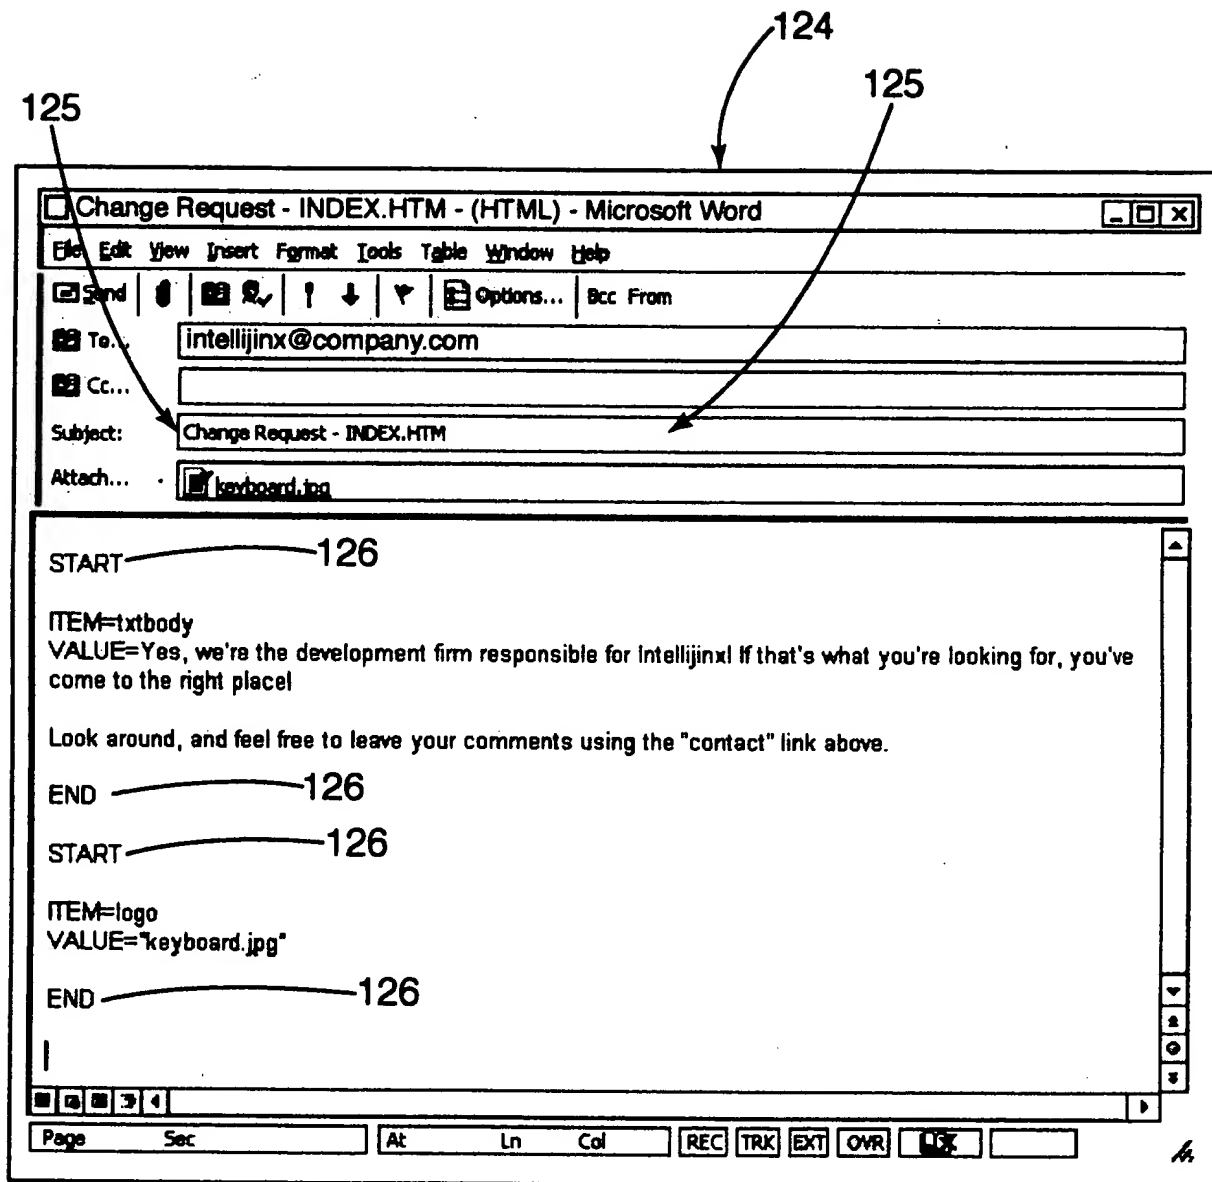 124
125
125
Change Request - INDEX.HTM - (HTML) - Microsoft Word
File Edit View Insert Format Tools Table Window Help
Send Options... Bcc From
To... intellijinx@company.com
Cc...
Subject: Change Request - INDEX.HTM
Attach... keyboard.jpg
START 126
ITEM=txtbody
VALUE=Yes, we're the development firm responsible for Intellijinx! If that's what you're looking for, you've
come to the right place!
Look around, and feel free to leave your comments using the "contact" link above.
END 126
START 126
ITEM=logo
VALUE="keyboard.jpg"
END 126
Page Sec At Ln Col REC TRK EXT OVR